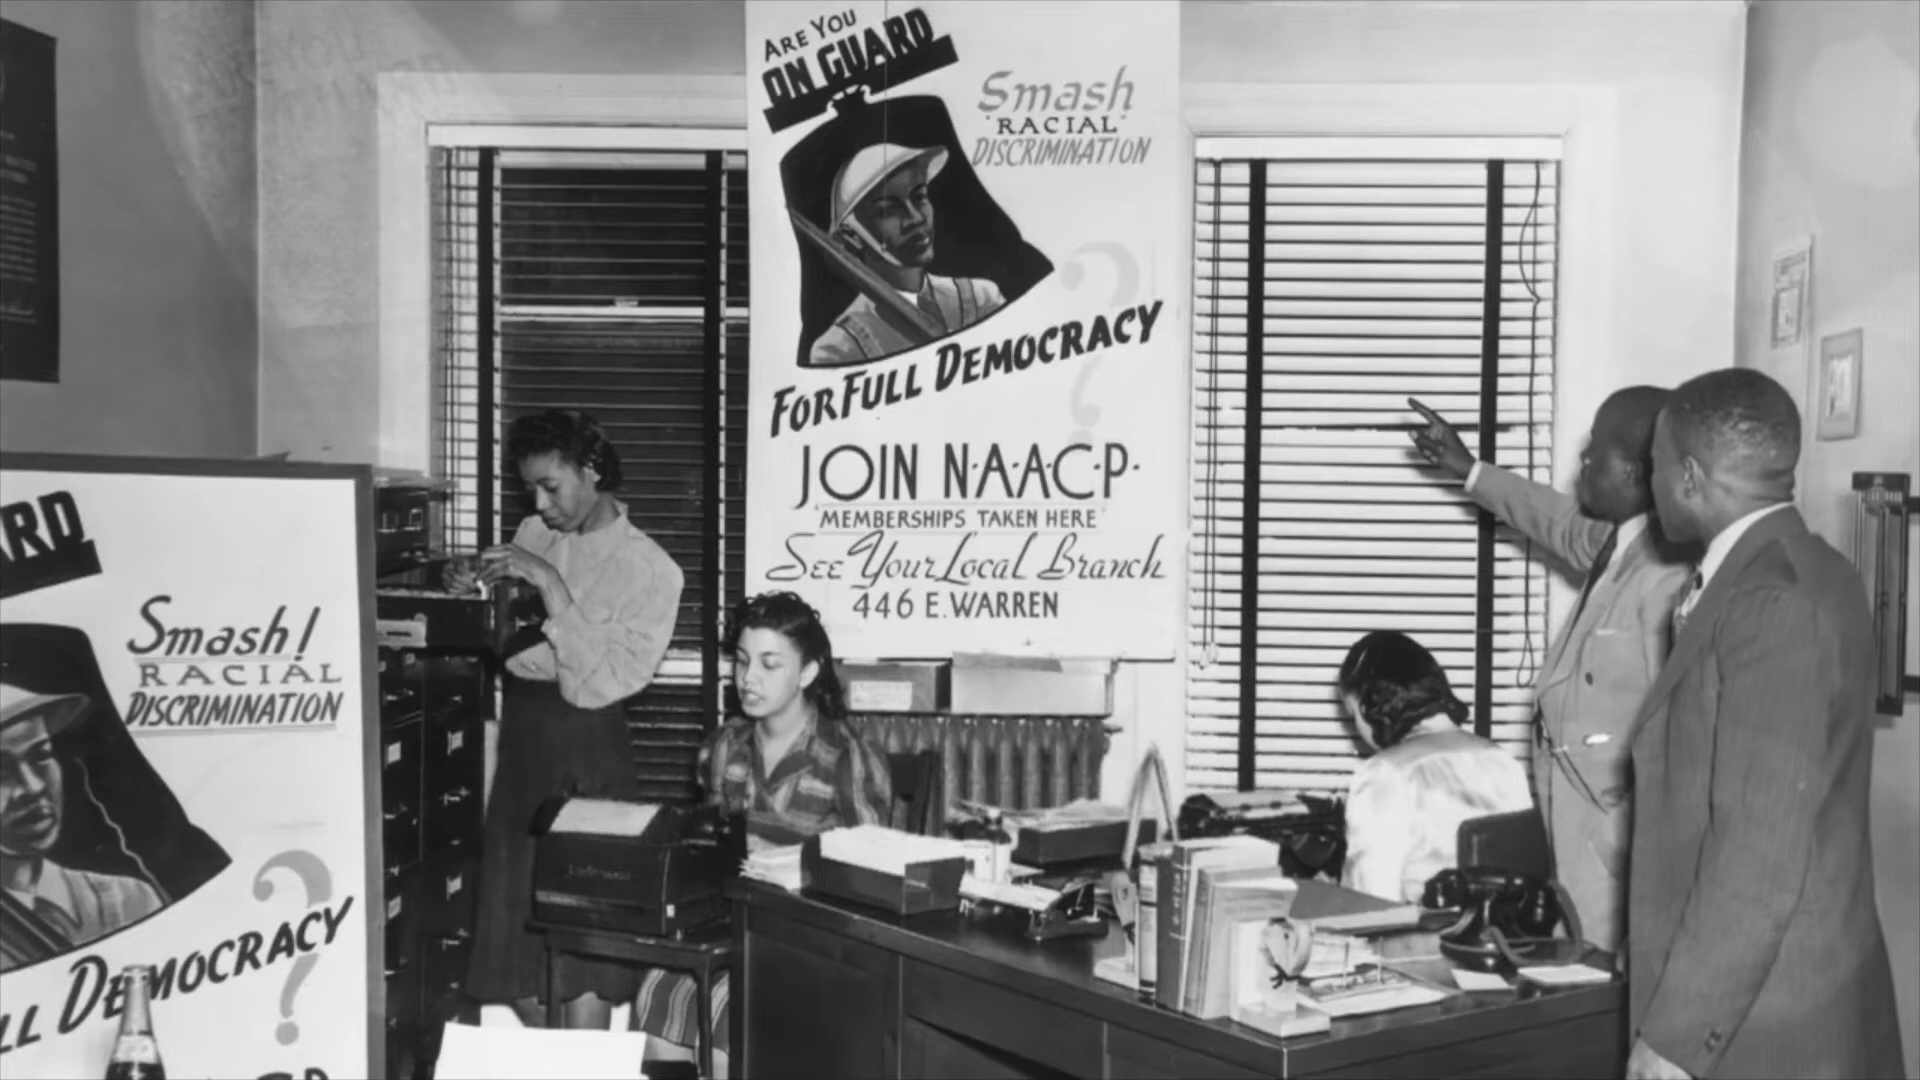 ARE YOU
ON GUARD
Smash
"RACIAL"
DISCRIMINATION
?
FOR FULL DEMOCRACY
JOIN N·A·A·C·P·
MEMBERSHIPS TAKEN HERE
SEE Your Local Branch
446 E. WARREN
ARD
Smash!
RACIAL
DISCRIMINATION
?
LL DEMOCRACY